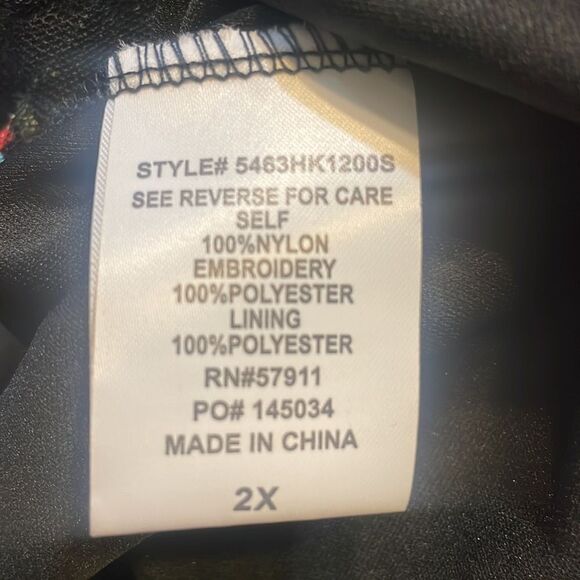 STYLE# 5463HK1200S
SEE REVERSE FOR CARE
SELF
100%NYLON
EMBROIDERY
100%POLYESTER
LINING
100%POLYESTER
RN#57911
PO# 145034
MADE IN CHINA
2X